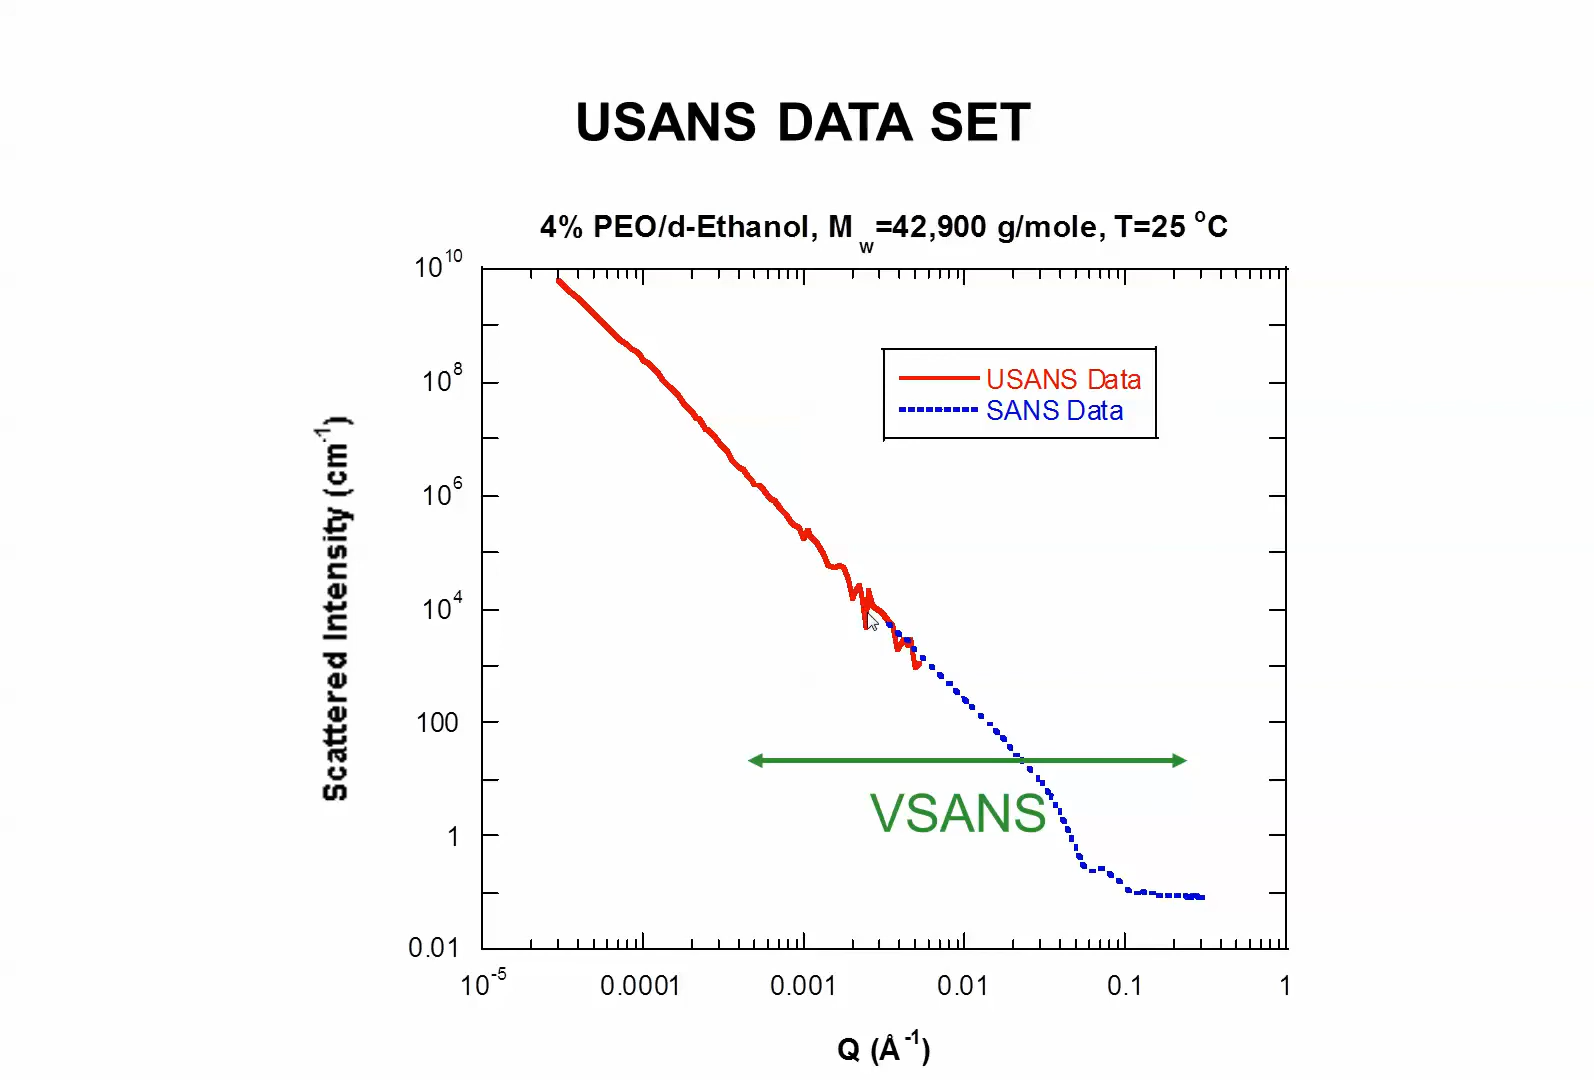 USANS DATA SET
4% PEO/d-Ethanol, M w=42,900 g/mole, T=25 °C
10^10
10^8
10^6
10^4
100
1
0.01
Scattered Intensity (cm^-1)
USANS Data
SANS Data
VSANS
10^-5 0.0001 0.001 0.01 0.1 1
Q (Å^-1)